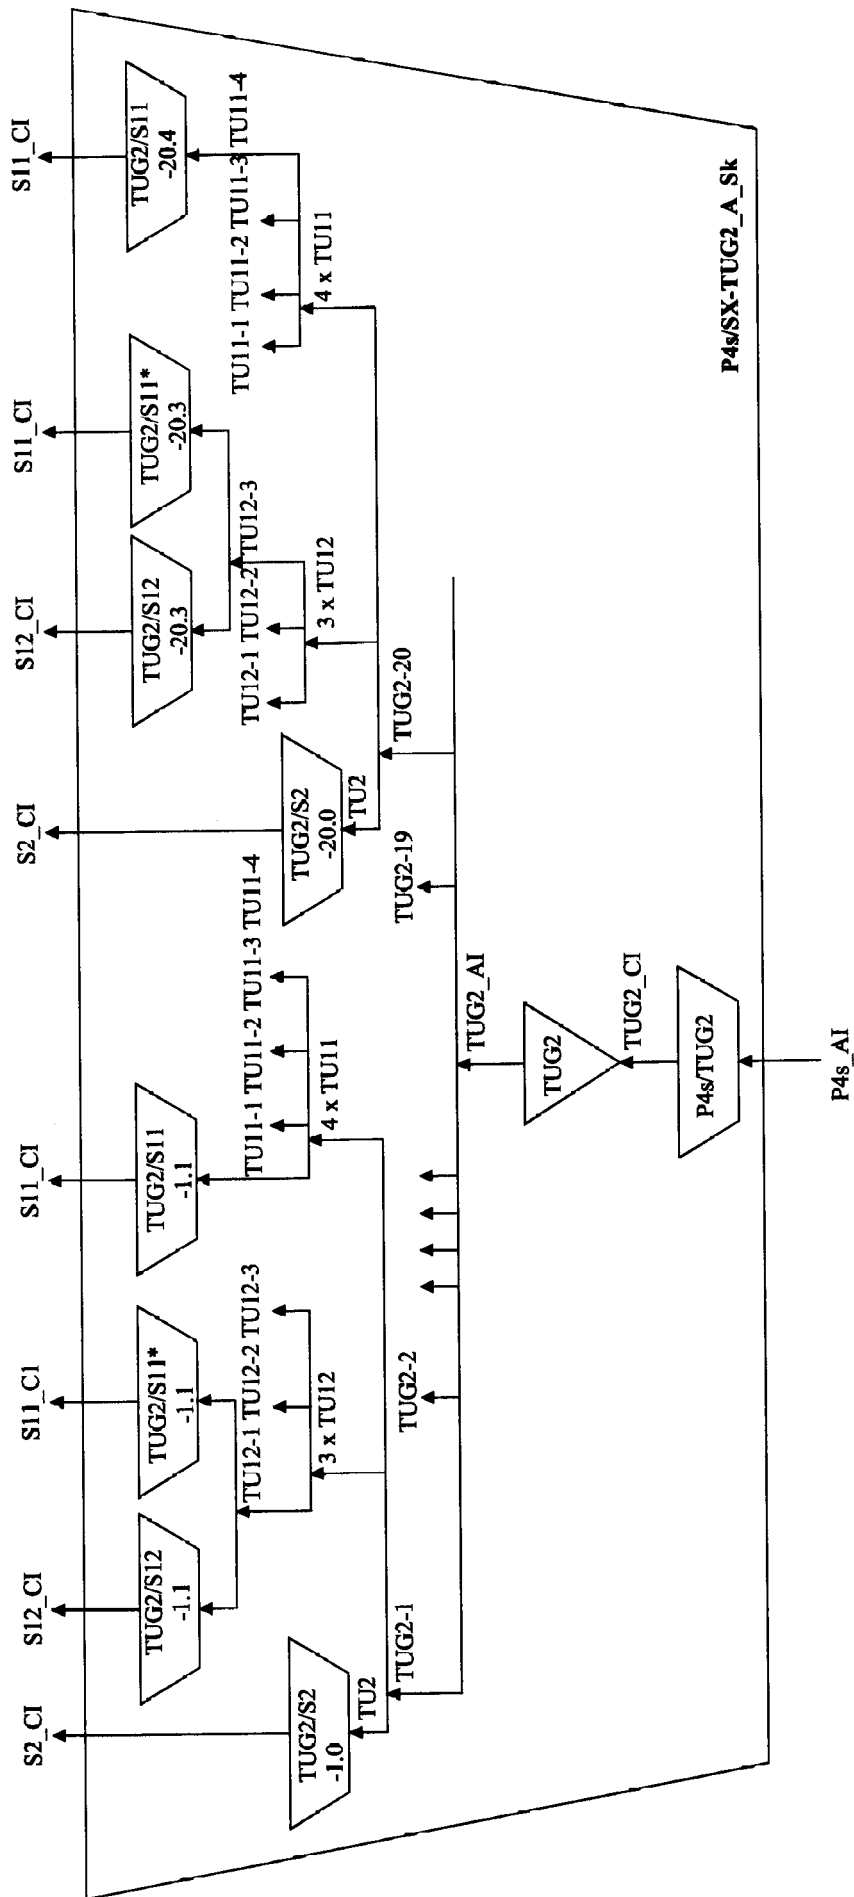 S2_CI
S12_CI
S11_C1
S11_CI
S2_CI
S12_CI
S11_CI
S11_CI
TUG2/S12
-1.1
TUG2/S11*
-1.1
TUG2/S11
-1.1
TUG2/S12
-20.3
TUG2/S11*
-20.3
TUG2/S11
-20.4
TUG2/S2
-1.0
TU12-1 TU12-2 TU12-3
TU11-1 TU11-2 TU11-3 TU11-4
TUG2/S2
-20.0
TU12-1 TU12-2 TU12-3
TU11-1 TU11-2 TU11-3 TU11-4
TU2
3 x TU12
4 x TU11
TU2
3 x TU12
4 x TU11
TUG2-1
TUG2-2
TUG2-19
TUG2-20
TUG2_AI
TUG2
TUG2_CI
P4s/TUG2
P4s/SX-TUG2_A_Sk
P4s_AI